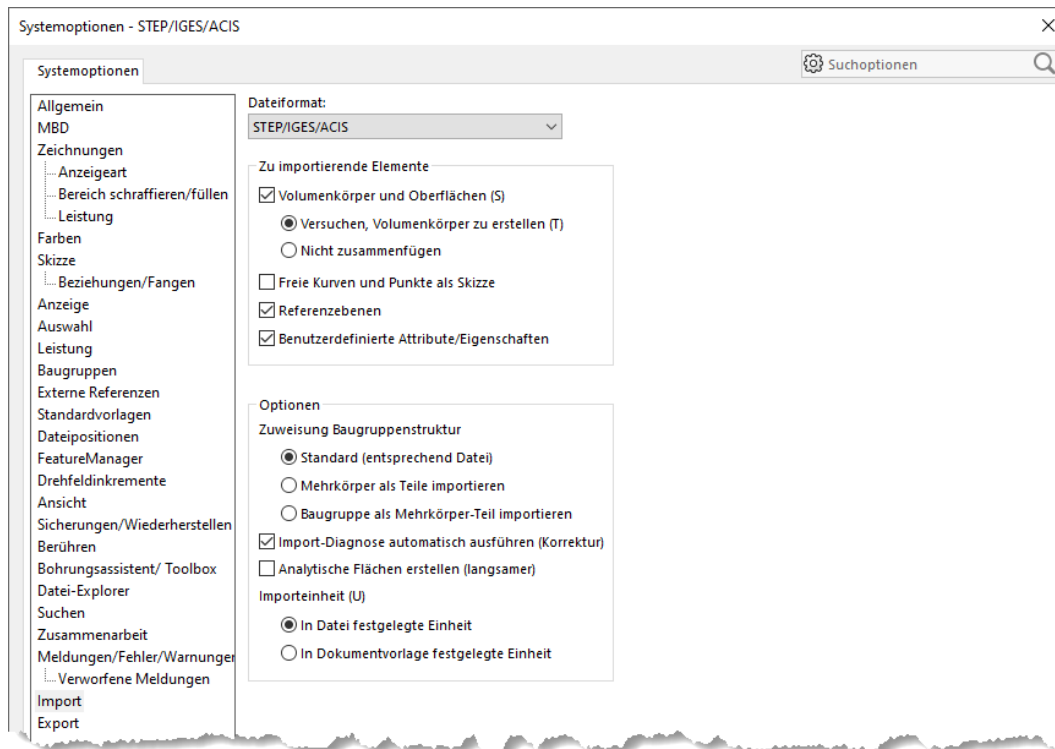 Systemoptionen - STEP/IGES/ACIS
Systemoptionen
Suchoptionen
Allgemein
MBD
Zeichnungen
Anzeigeart
Bereich schraffieren/füllen
Leistung
Farben
Skizze
Beziehungen/Fangen
Anzeige
Auswahl
Leistung
Baugruppen
Externe Referenzen
Standardvorlagen
Dateipositionen
FeatureManager
Drehfeldinkremente
Ansicht
Sicherungen/Wiederherstellen
Berühren
Bohrungsassistent/ Toolbox
Datei-Explorer
Suchen
Zusammenarbeit
Meldungen/Fehler/Warnunger
Verworfene Meldungen
Import
Export
Dateiformat:
STEP/IGES/ACIS
Zu importierende Elemente
Volumenkörper und Oberflächen (S)
Versuchen, Volumenkörper zu erstellen (T)
Nicht zusammenfügen
Freie Kurven und Punkte als Skizze
Referenzebenen
Benutzerdefinierte Attribute/Eigenschaften
Optionen
Zuweisung Baugruppenstruktur
Standard (entsprechend Datei)
Mehrkörper als Teile importieren
Baugruppe als Mehrkörper-Teil importieren
Import-Diagnose automatisch ausführen (Korrektur)
Analytische Flächen erstellen (langsamer)
Importeinheit (U)
In Datei festgelegte Einheit
In Dokumentvorlage festgelegte Einheit